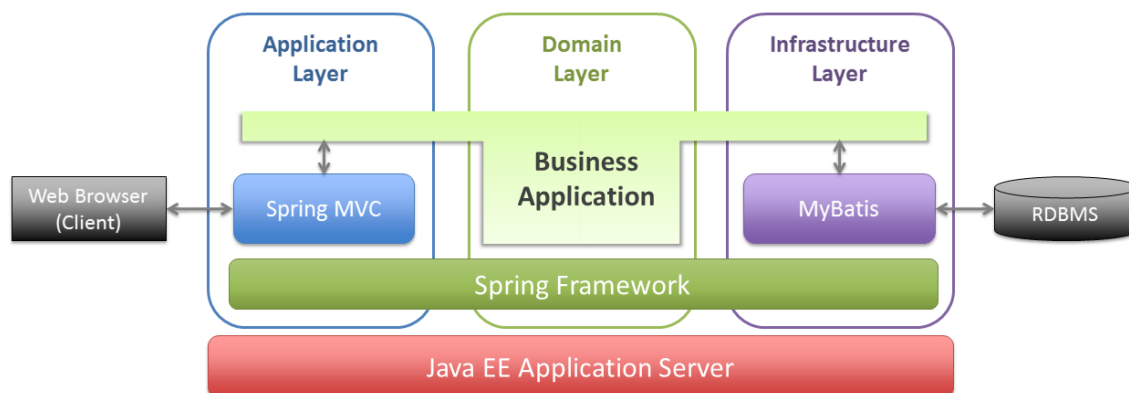 Application
Layer
Domain
Layer
Infrastructure
Layer
Business
Application
Web Browser
(Client)
Spring MVC
MyBatis
RDBMS
Spring Framework
Java EE Application Server